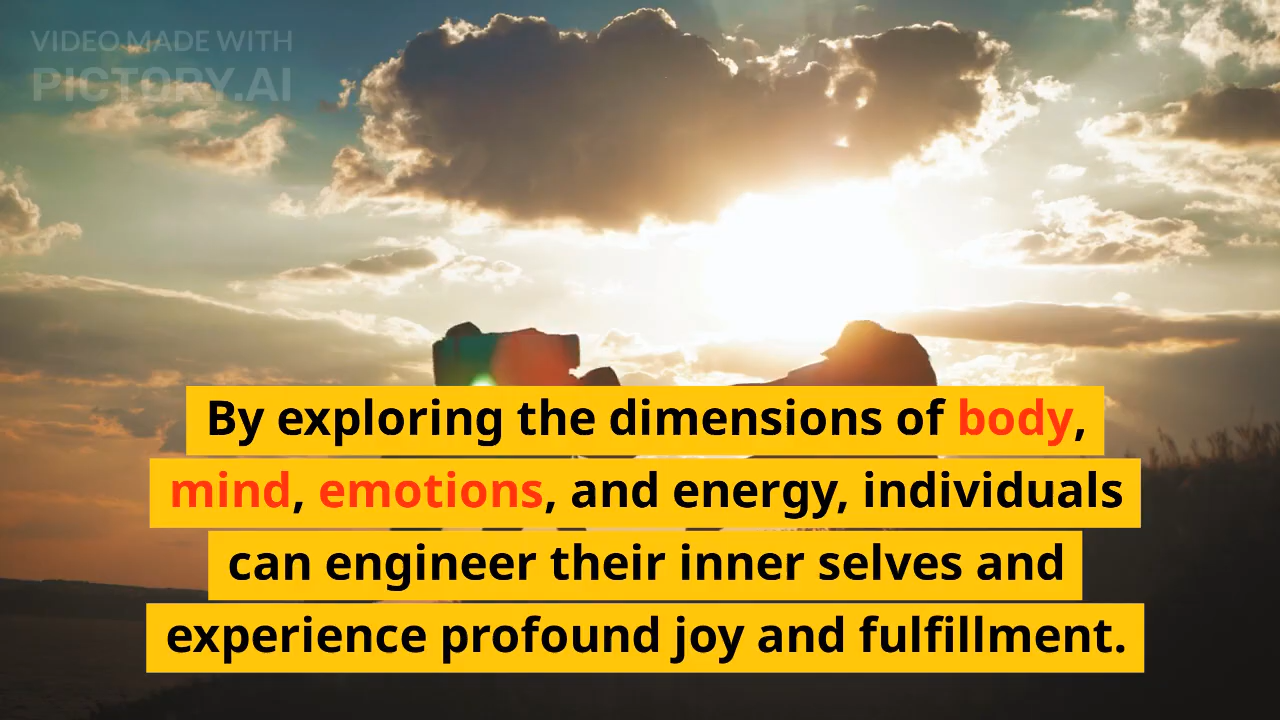 VIDEO MADE WITH
PICTORY.AI
By exploring the dimensions of body,
mind, emotions, and energy, individuals
can engineer their inner selves and
experience profound joy and fulfillment.